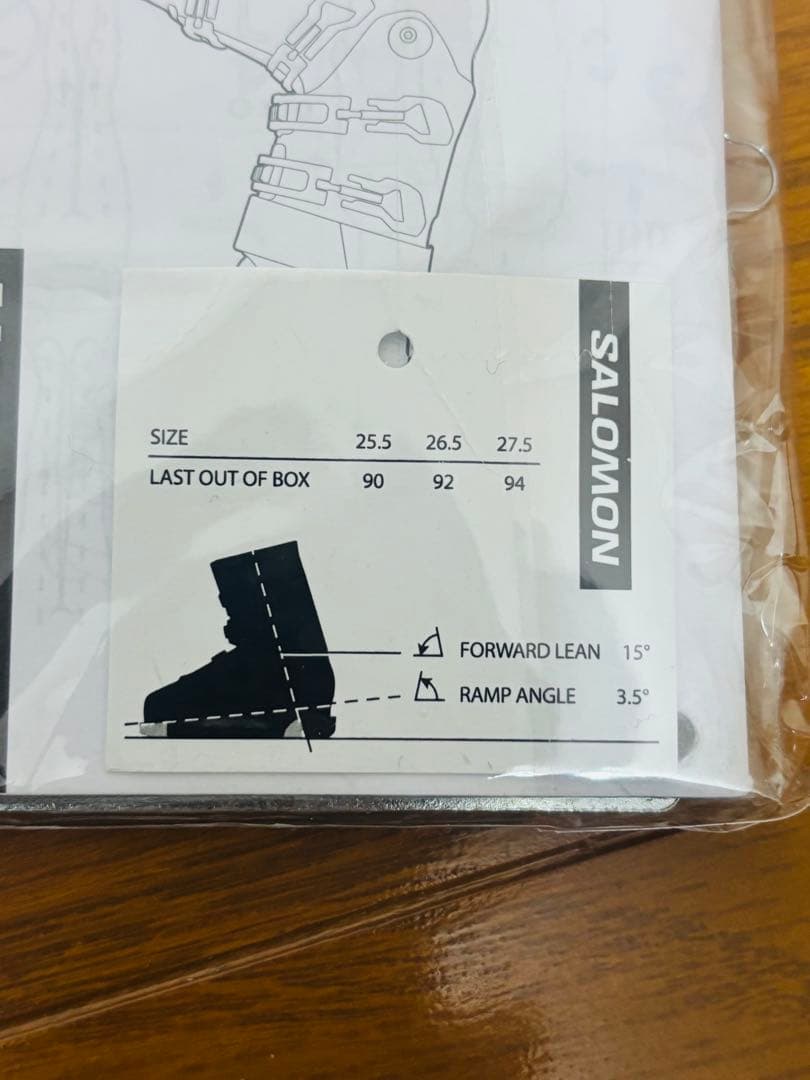 SALOMON
SIZE 25.5 26.5 27.5
LAST OUT OF BOX 90 92 94
FORWARD LEAN 15°
RAMP ANGLE 3.5°